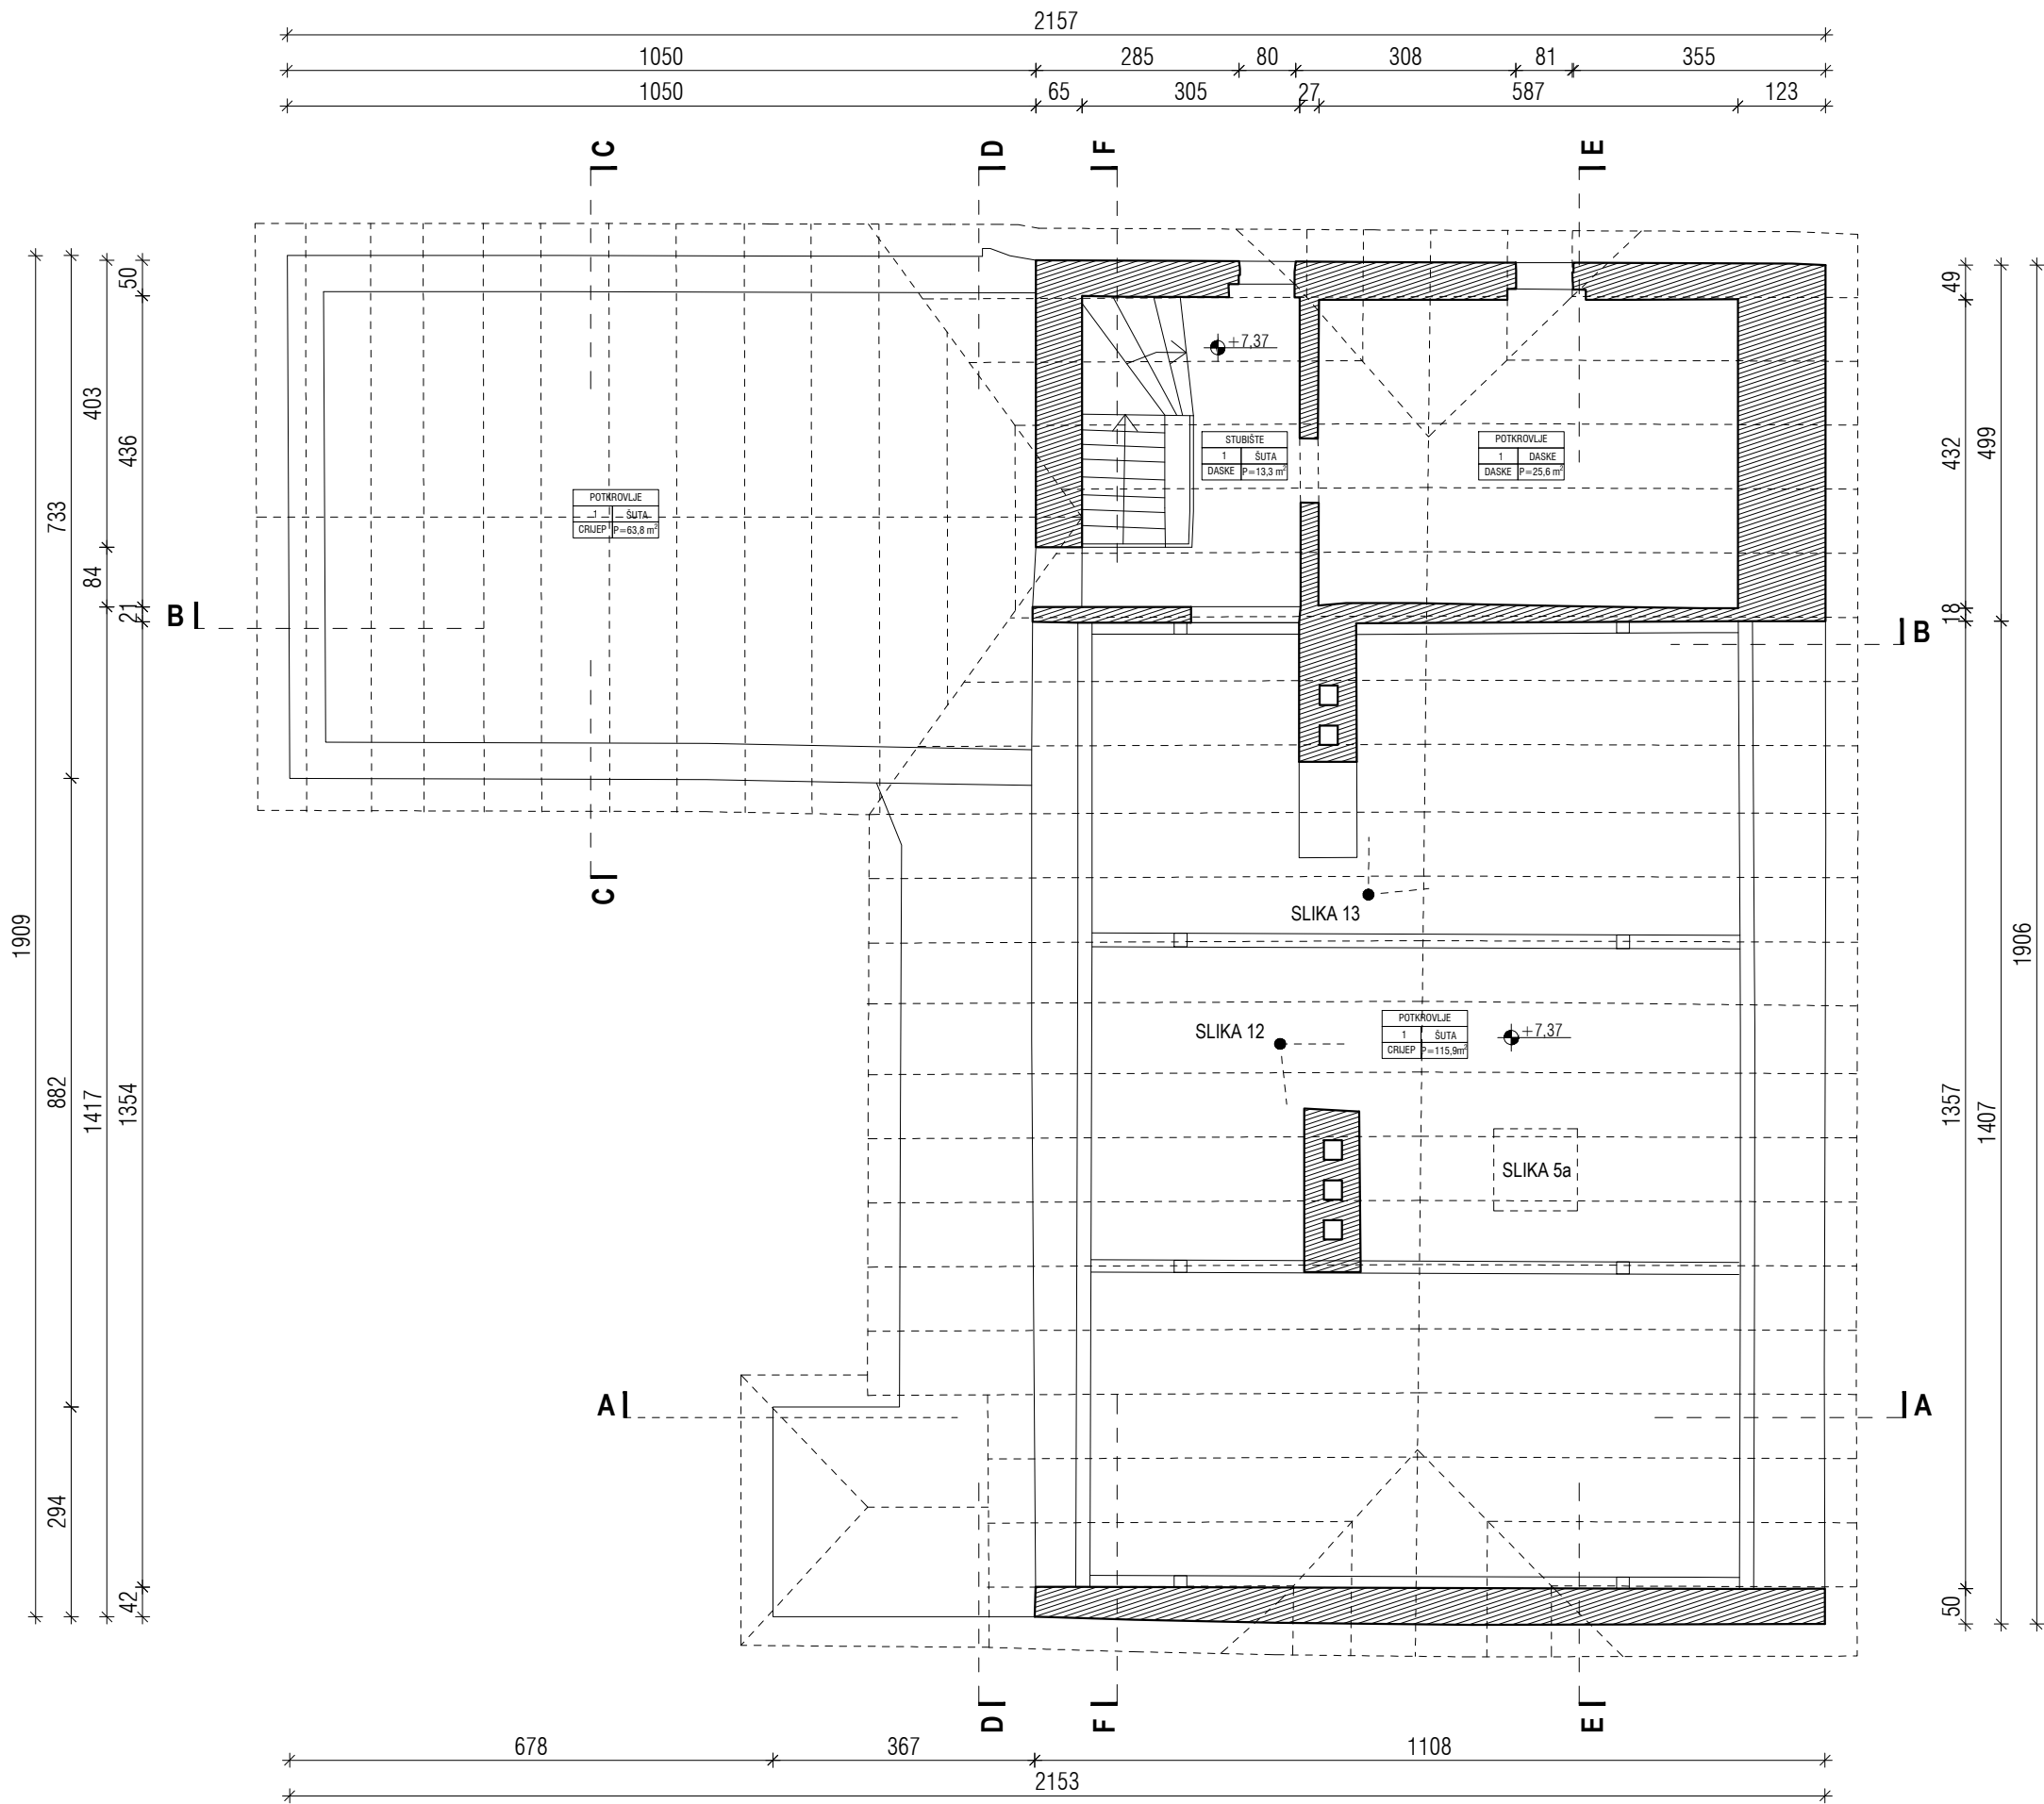 2157
1050 285 80 308 81 355
1050 65 305 27 587 123
C D F E
50
403
436
733
84
21
1909
882
1417
1354
294
42
49
432
499
18
1906
1357
1407
50
+7,37
STUBIŠTE
1 ŠUTA
DASKE P=13,3 m²
POTKROVLJE
1 DASKE
DASKE P=25,6 m²
POTKROVLJE
1 ŠUTA
CRIJEP P=63,8 m²
B B
C
SLIKA 13
SLIKA 12
POTKROVLJE
1 ŠUTA
CRIJEP P=115,9m²
+7,37
SLIKA 5a
A A
D F E
678 367 1108
2153